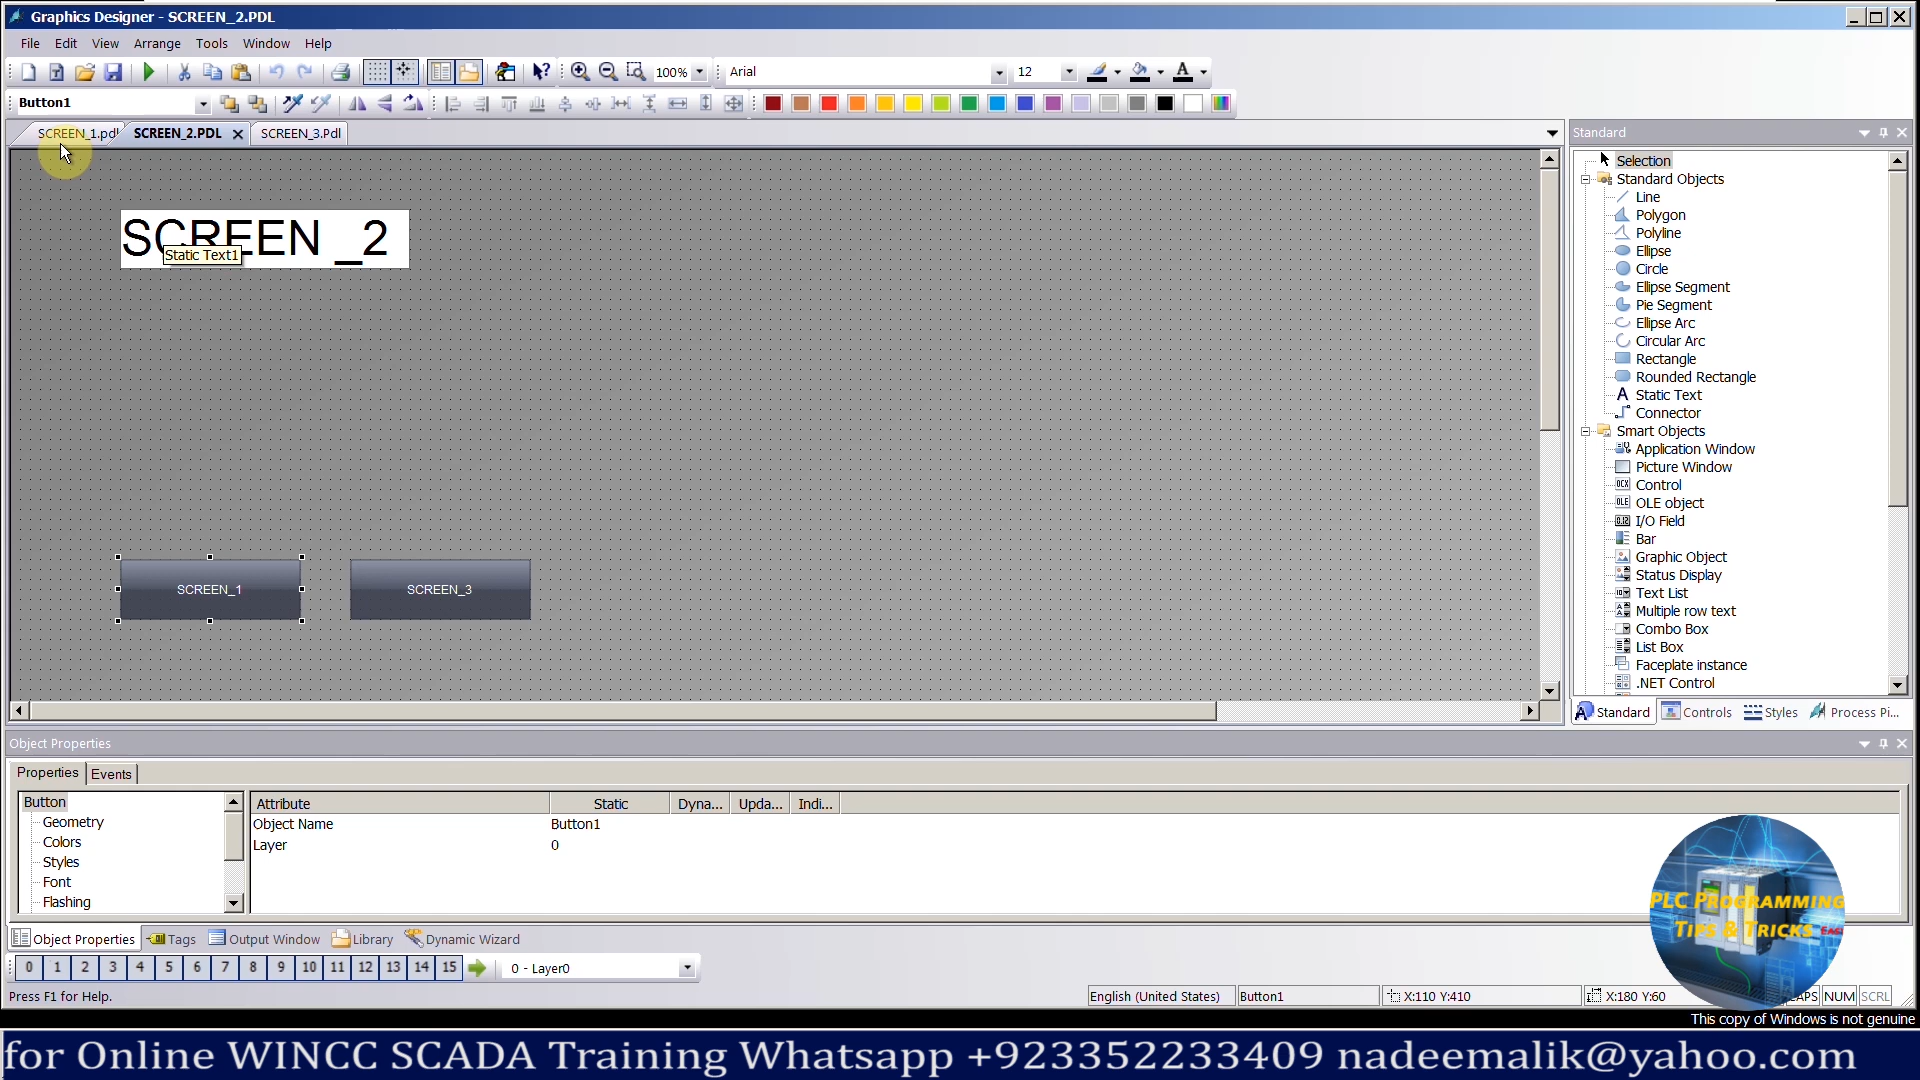 Graphics Designer - SCREEN_2.PDL
File Edit View Arrange Tools Window Help
100% Arial 12
Button1
SCREEN_1.pdl SCREEN_2.PDL SCREEN_3.Pdl
SCREEN _2
Static Text1
SCREEN_1
SCREEN_3
Standard
Selection
Standard Objects
Line
Polygon
Polyline
Ellipse
Circle
Ellipse Segment
Pie Segment
Ellipse Arc
Circular Arc
Rectangle
Rounded Rectangle
Static Text
Connector
Smart Objects
Application Window
Picture Window
Control
OLE object
I/O Field
Bar
Graphic Object
Status Display
Text List
Multiple row text
Combo Box
List Box
Faceplate instance
.NET Control
Standard Controls Styles Process Pi...
Object Properties
Properties Events
Button
Geometry
Colors
Styles
Font
Flashing
Attribute Static Dyna... Upda... Indi...
Object Name Button1
Layer 0
Object Properties Tags Output Window Library Dynamic Wizard
0 1 2 3 4 5 6 7 8 9 10 11 12 13 14 15 0 - Layer0
Press F1 for Help. English (United States) Button1 X:110 Y:410 X:180 Y:60 CAPS NUM SCRL
PLC PROGRAMMING
TIPS & TRICKS EASY
This copy of Windows is not genuine
for Online WINCC SCADA Training Whatsapp +923352233409 nadeemalik@yahoo.com